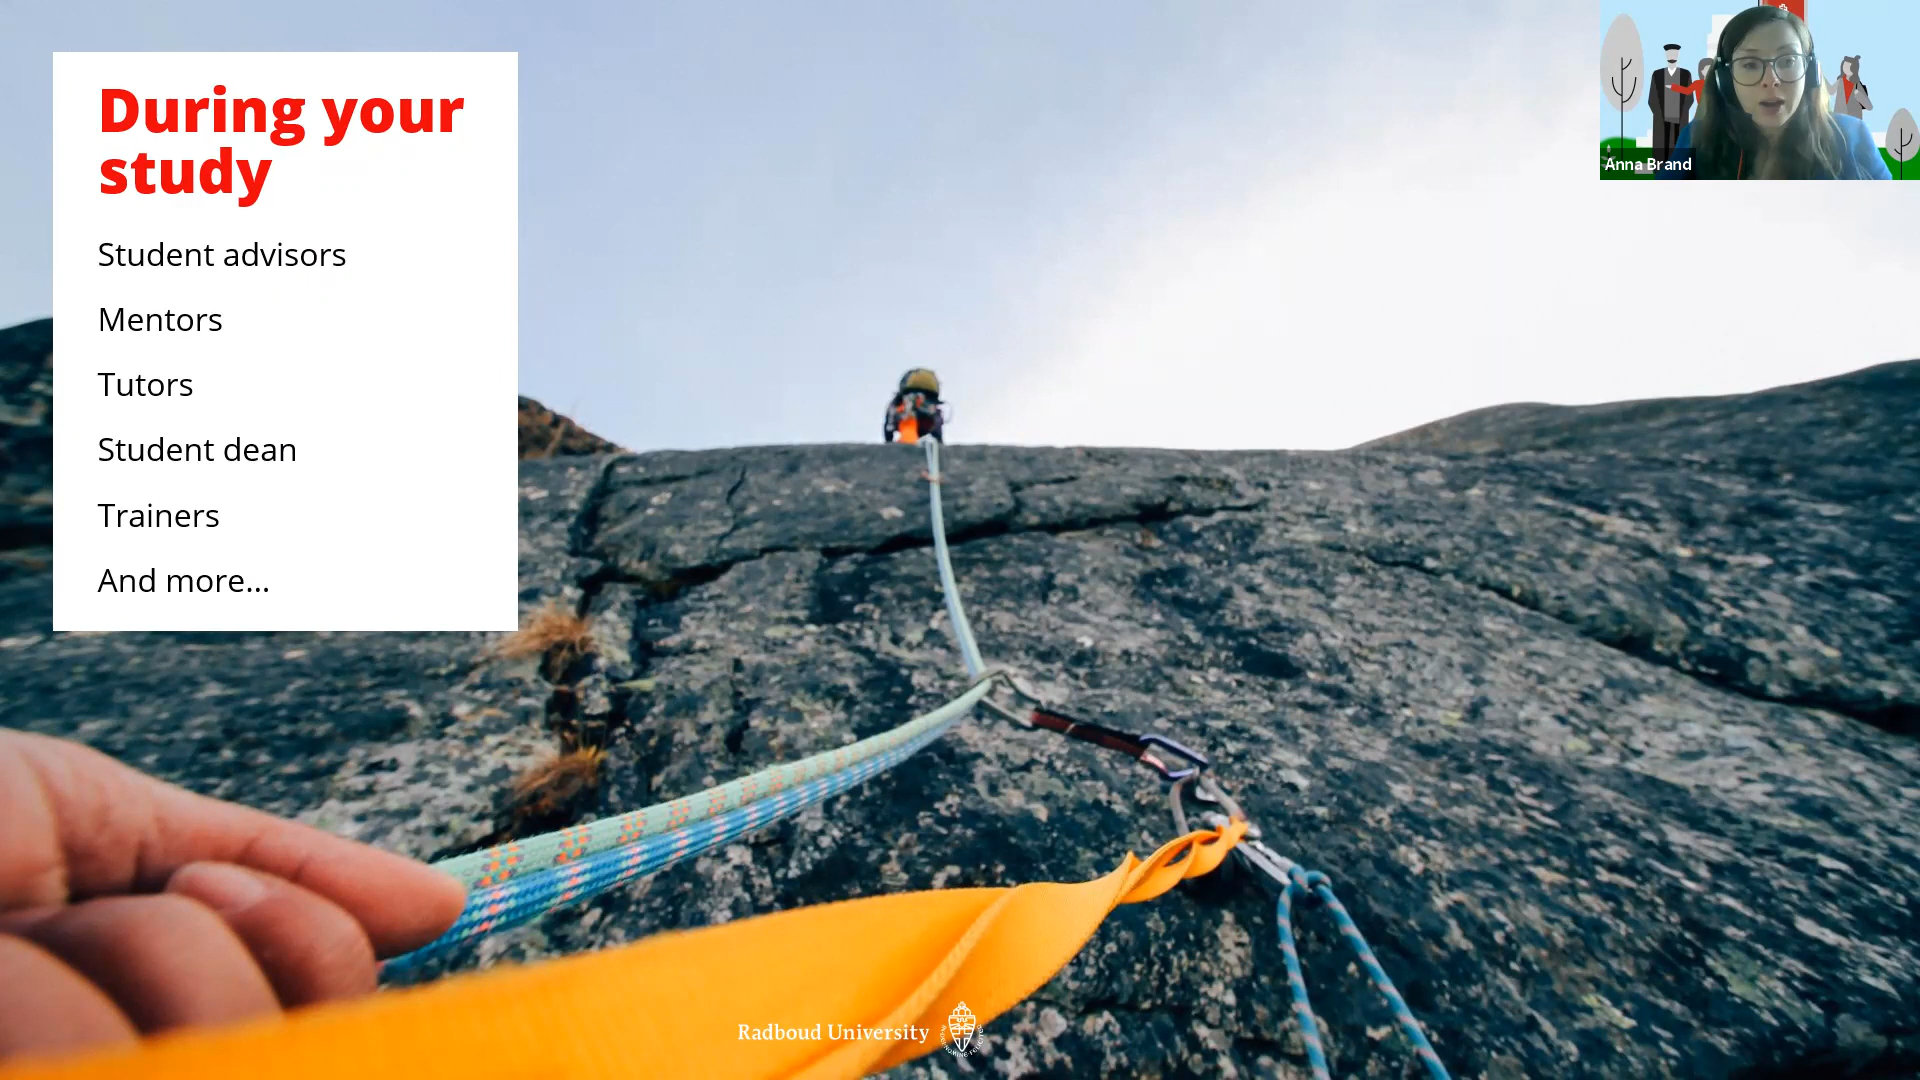 During your
study
Student advisors
Mentors
Tutors
Student dean
Trainers
And more...
Anna Brand
Radboud University